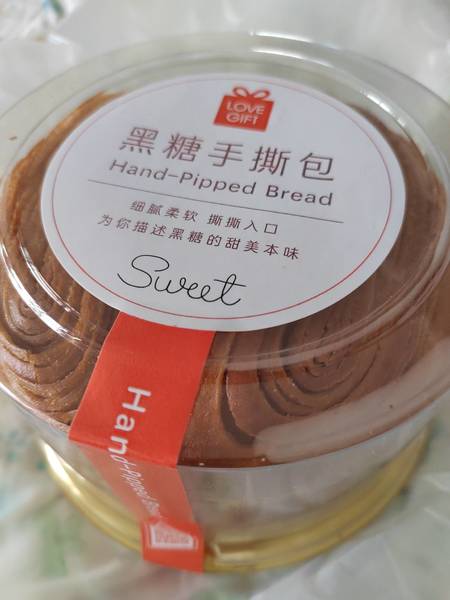 LOVE
GIFT
黑糖手撕包
Hand-Pipped Bread
细腻柔软 撕撕入口
为你描述黑糖的甜美本味
Sweet
Hand-Pipped Bread